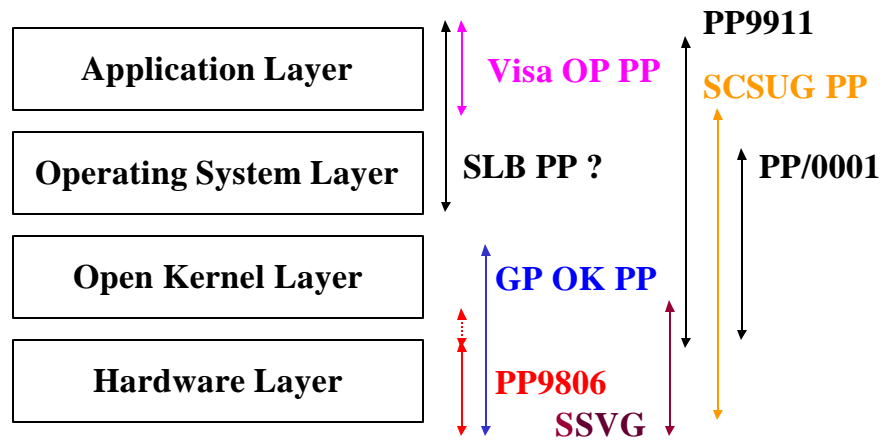 PP9911
Application Layer
Visa OP PP
SCSUG PP
Operating System Layer
SLB PP ?
PP/0001
Open Kernel Layer
GP OK PP
Hardware Layer
PP9806
SSVG